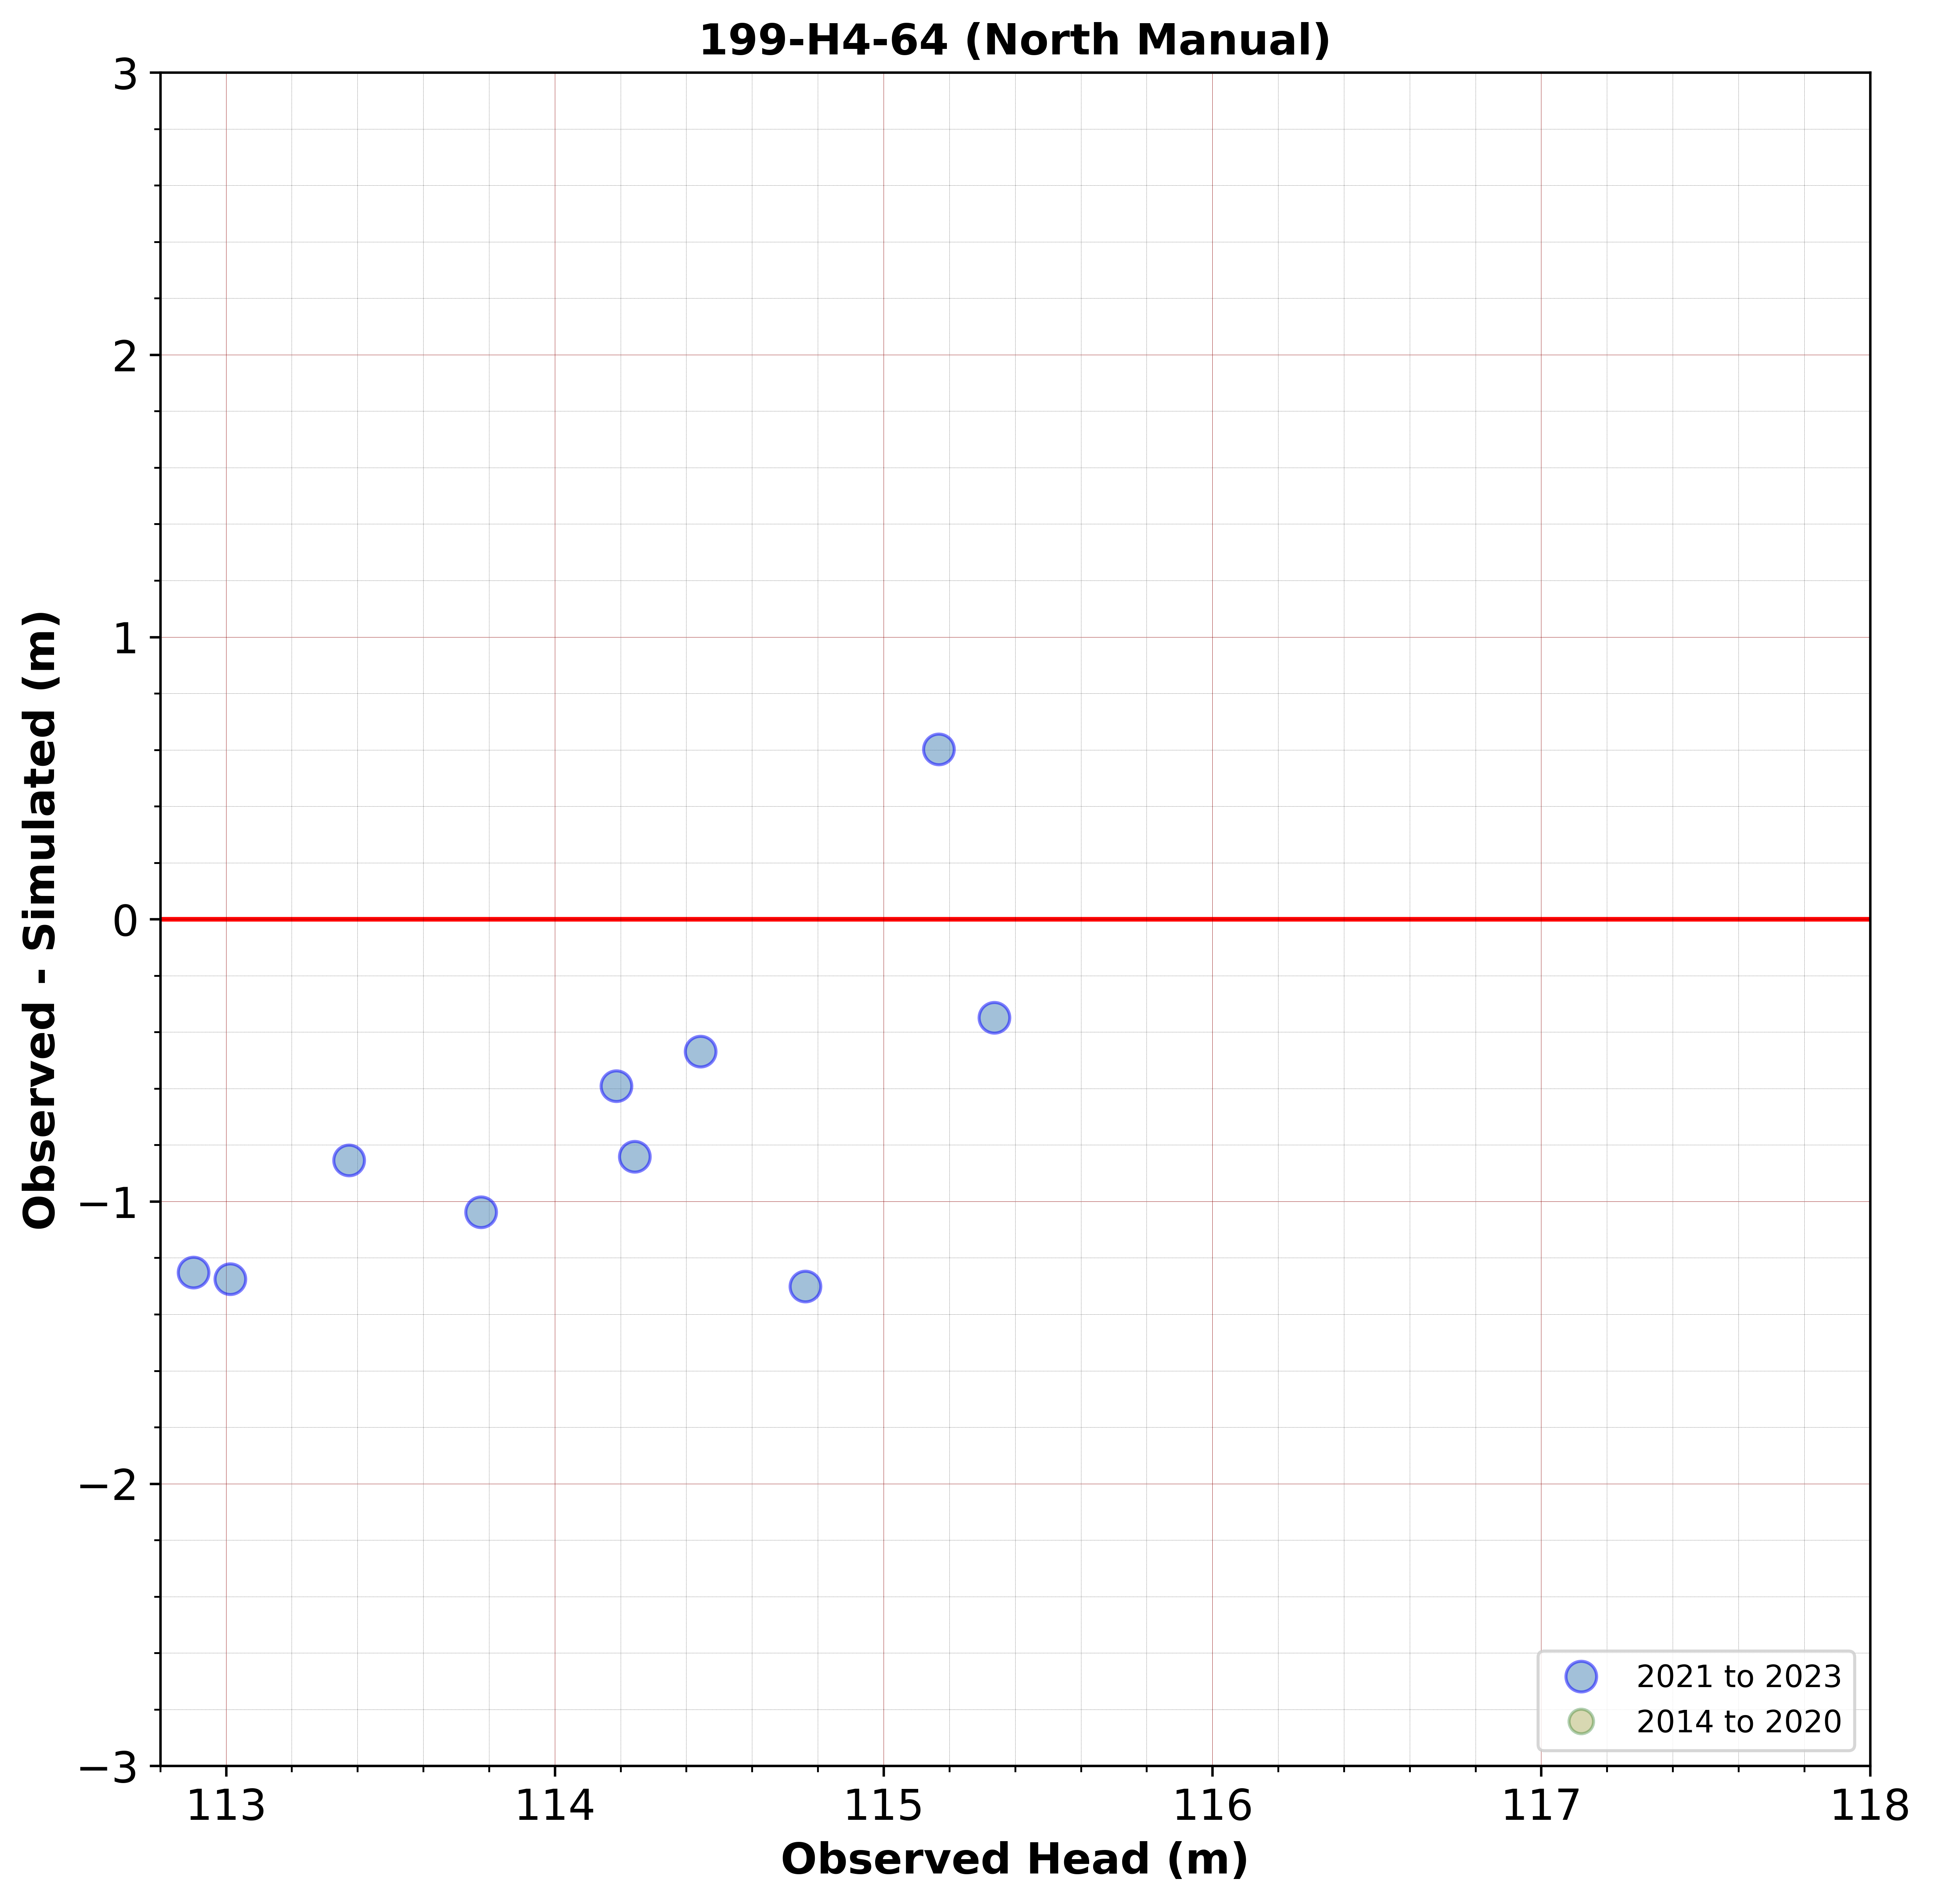 199-H4-64 (North Manual)
3
2
1
0
−1
−2
−3
Observed - Simulated (m)
113 114 115 116 117 118
Observed Head (m)
2021 to 2023
2014 to 2020